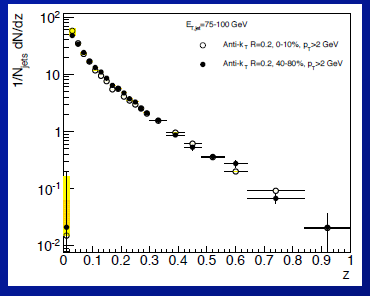 10²
E_T,jet=75-100 GeV
Anti-k_T R=0.2, 0-10%, p_T>2 GeV
Anti-k_T R=0.2, 40-80%, p_T>2 GeV
1/N_jets dN/dz
10
1
10⁻¹
10⁻²
0 0.1 0.2 0.3 0.4 0.5 0.6 0.7 0.8 0.9 1
z